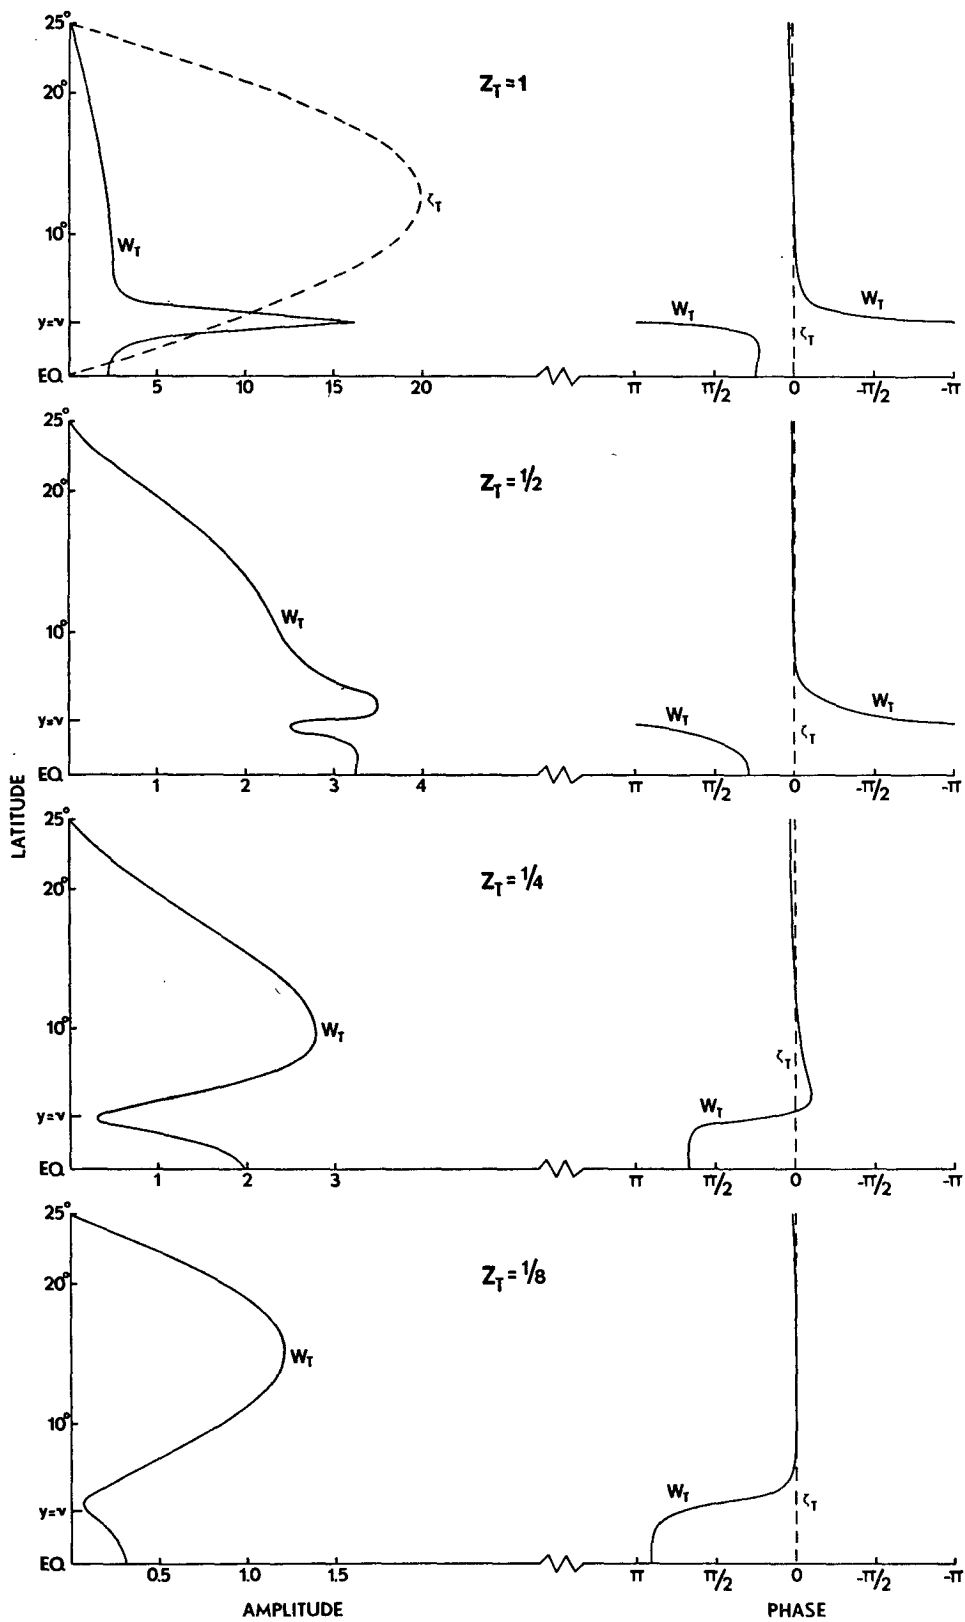 25°
20°
10°
y=ν
EQ
Z_T = 1
ζ_T
W_T
W_T
W_T
ζ_T
5 10 15 20 π π/2 0 -π/2 -π
25°
20°
10°
y=ν
EQ
Z_T = 1/2
W_T
W_T
W_T
ζ_T
1 2 3 4 π π/2 0 -π/2 -π
LATITUDE
25°
20°
10°
y=ν
EQ
Z_T = 1/4
W_T
ζ_T
W_T
1 2 3 π π/2 0 -π/2 -π
25°
20°
10°
y=ν
EQ
Z_T = 1/8
W_T
W_T
ζ_T
0.5 1.0 1.5 π π/2 0 -π/2 -π
AMPLITUDE PHASE